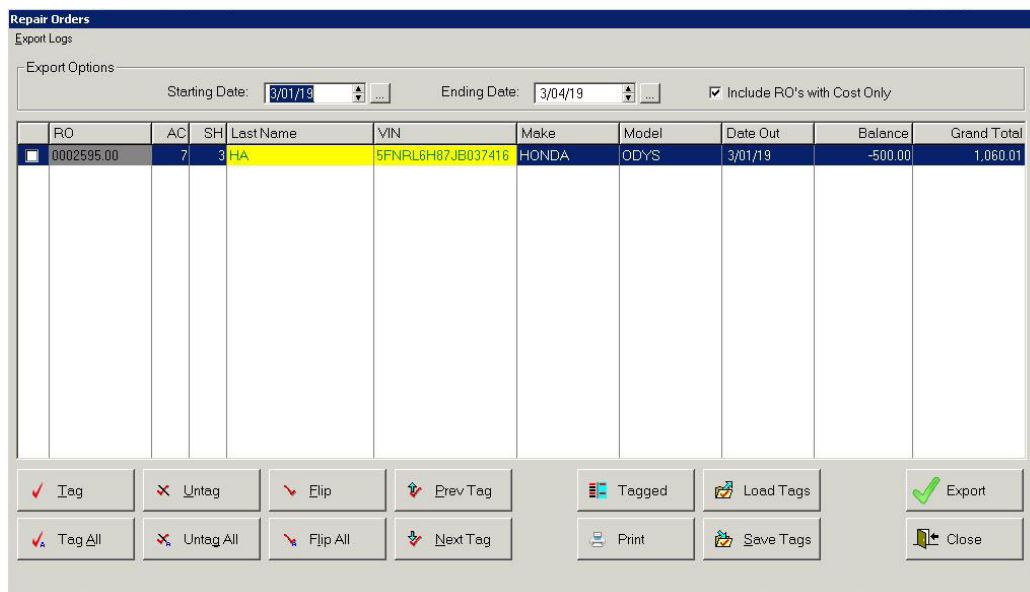 Repair Orders
Export Logs
Export Options
Starting Date: 3/01/19 ... Ending Date: 3/04/19 ... Include RO's with Cost Only
RO AC SH Last Name VIN Make Model Date Out Balance Grand Total
0002595.00 7 3 HA 5FNRL6H87JB037416 HONDA ODYS 3/01/19 -500.00 1,060.01
Tag Untag Flip Prev Tag Tagged Load Tags Export
Tag All Untag All Flip All Next Tag Print Save Tags Close